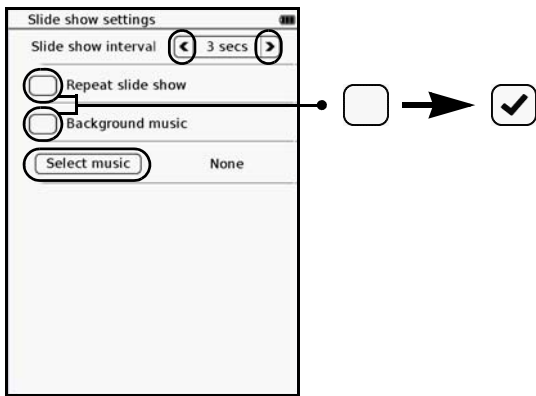 Slide show settings
Slide show interval 3 secs
Repeat slide show
Background music
Select music None